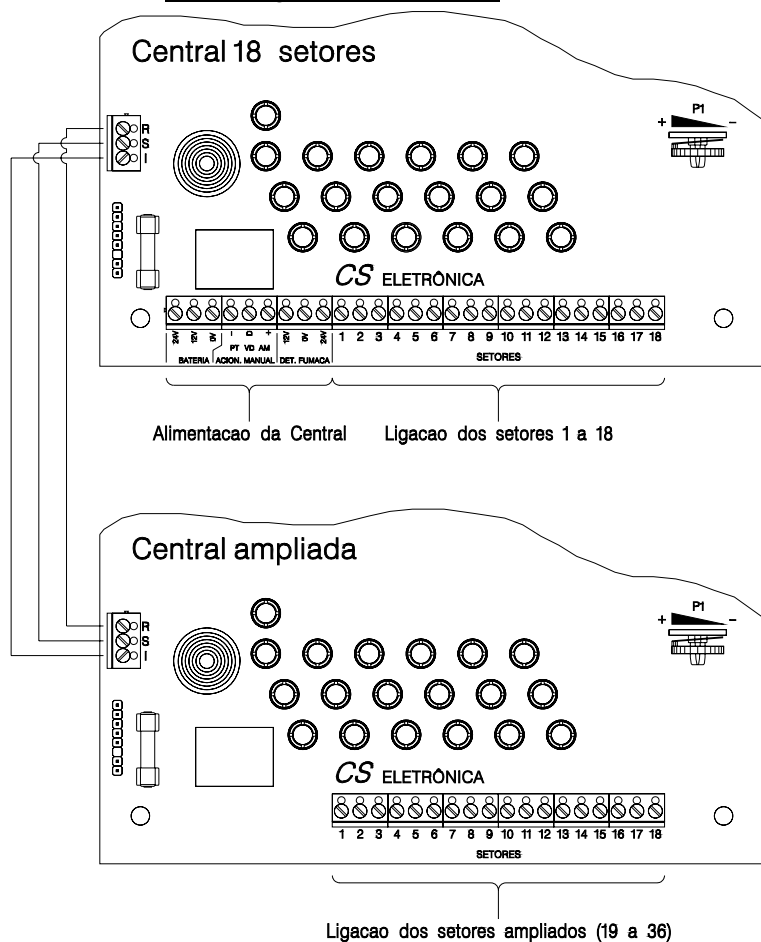 Central 18 setores
P1
+ -
R
S
I
CS ELETRÔNICA
24V 12V 0V - D + 12V 0V 24V 1 2 3 4 5 6 7 8 9 10 11 12 13 14 15 16 17 18
PT VD AM
BATERIA ACION. MANUAL DET. FUMACA SETORES
Alimentacao da Central Ligacao dos setores 1 a 18
Central ampliada
P1
+ -
R
S
I
CS ELETRÔNICA
1 2 3 4 5 6 7 8 9 10 11 12 13 14 15 16 17 18
SETORES
Ligacao dos setores ampliados (19 a 36)